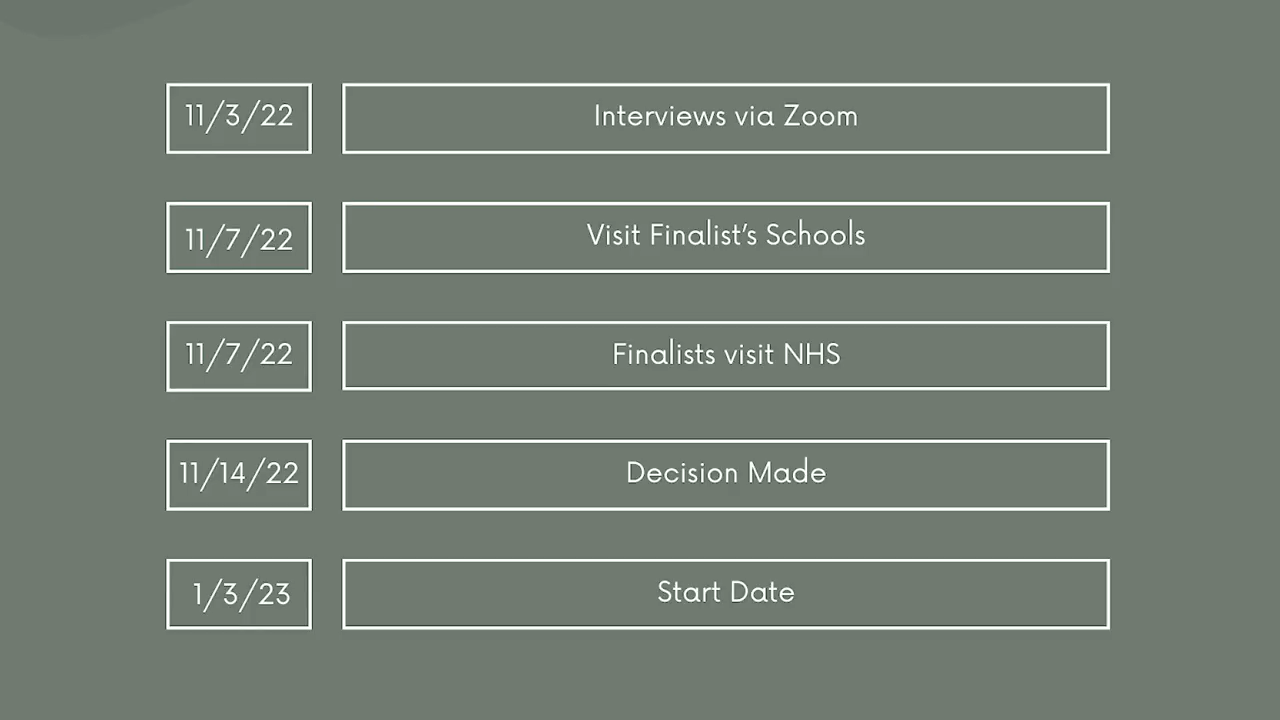 11/3/22 Interviews via Zoom
11/7/22 Visit Finalist's Schools
11/7/22 Finalists visit NHS
11/14/22 Decision Made
1/3/23 Start Date